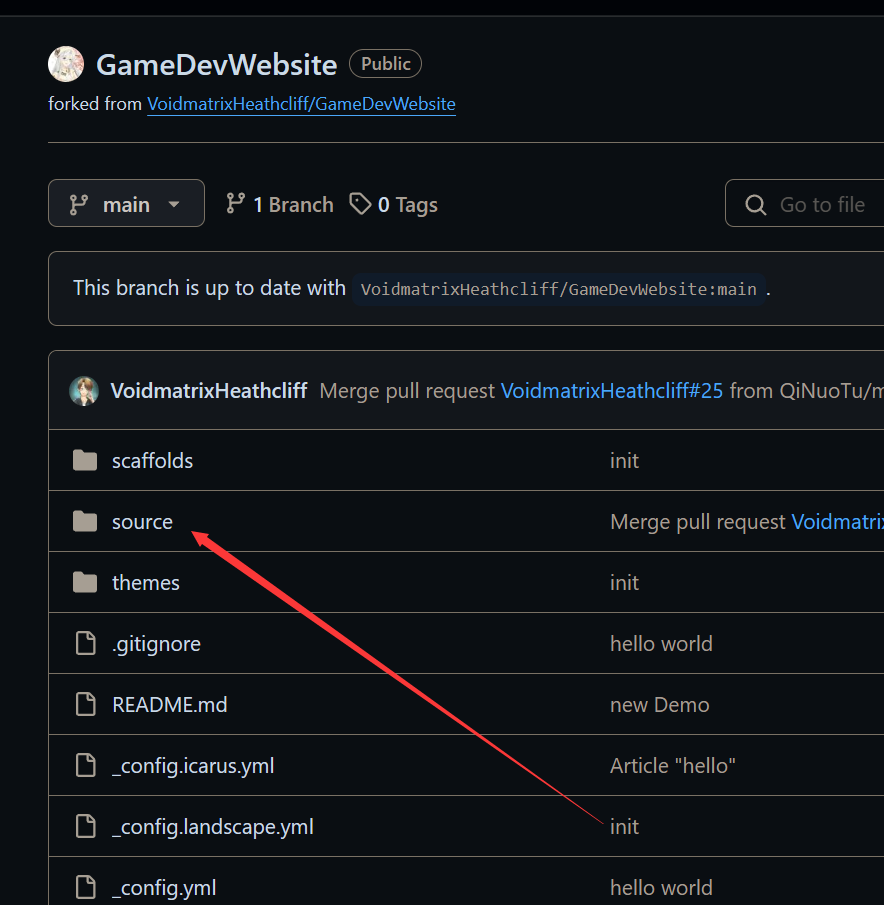 GameDevWebsite Public
forked from VoidmatrixHeathcliff/GameDevWebsite
main 1 Branch 0 Tags Go to file
This branch is up to date with VoidmatrixHeathcliff/GameDevWebsite:main .
VoidmatrixHeathcliff Merge pull request VoidmatrixHeathcliff#25 from QiNuoTu/m
scaffolds init
source Merge pull request Voidmatrix
themes init
.gitignore hello world
README.md new Demo
_config.icarus.yml Article "hello"
_config.landscape.yml init
_config.yml hello world